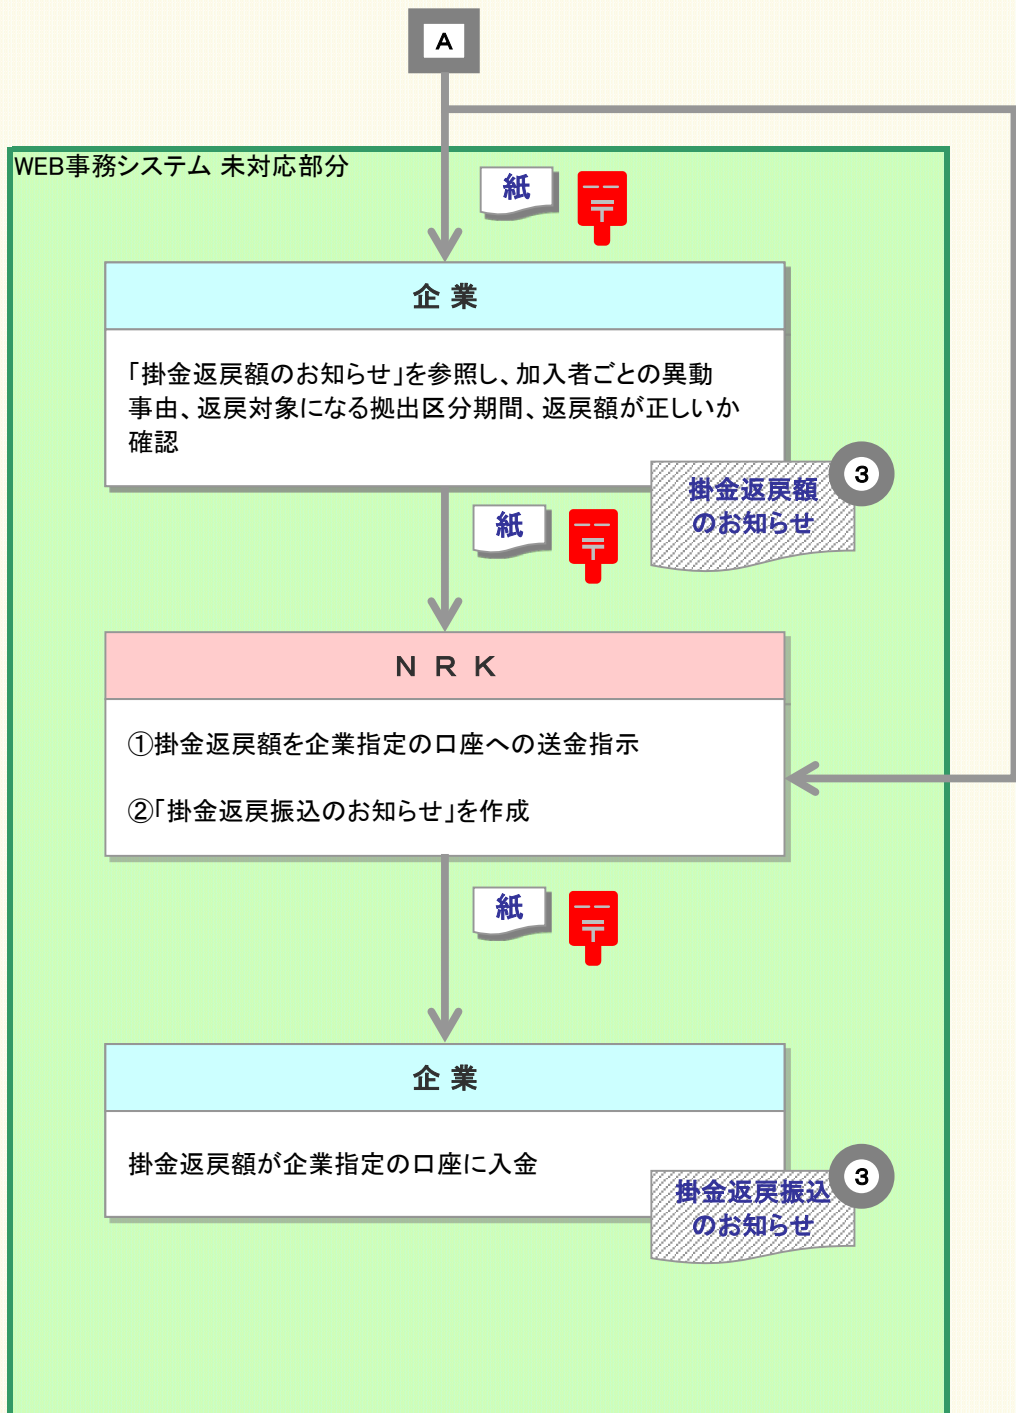 A
WEB事務システム 未対応部分
紙
企 業
「掛金返戻額のお知らせ」を参照し、加入者ごとの異動
事由、返戻対象になる拠出区分期間、返戻額が正しいか
確認
3
掛金返戻額
のお知らせ
紙
N R K
①掛金返戻額を企業指定の口座への送金指示
②「掛金返戻振込のお知らせ」を作成
紙
企 業
掛金返戻額が企業指定の口座に入金
3
掛金返戻振込
のお知らせ